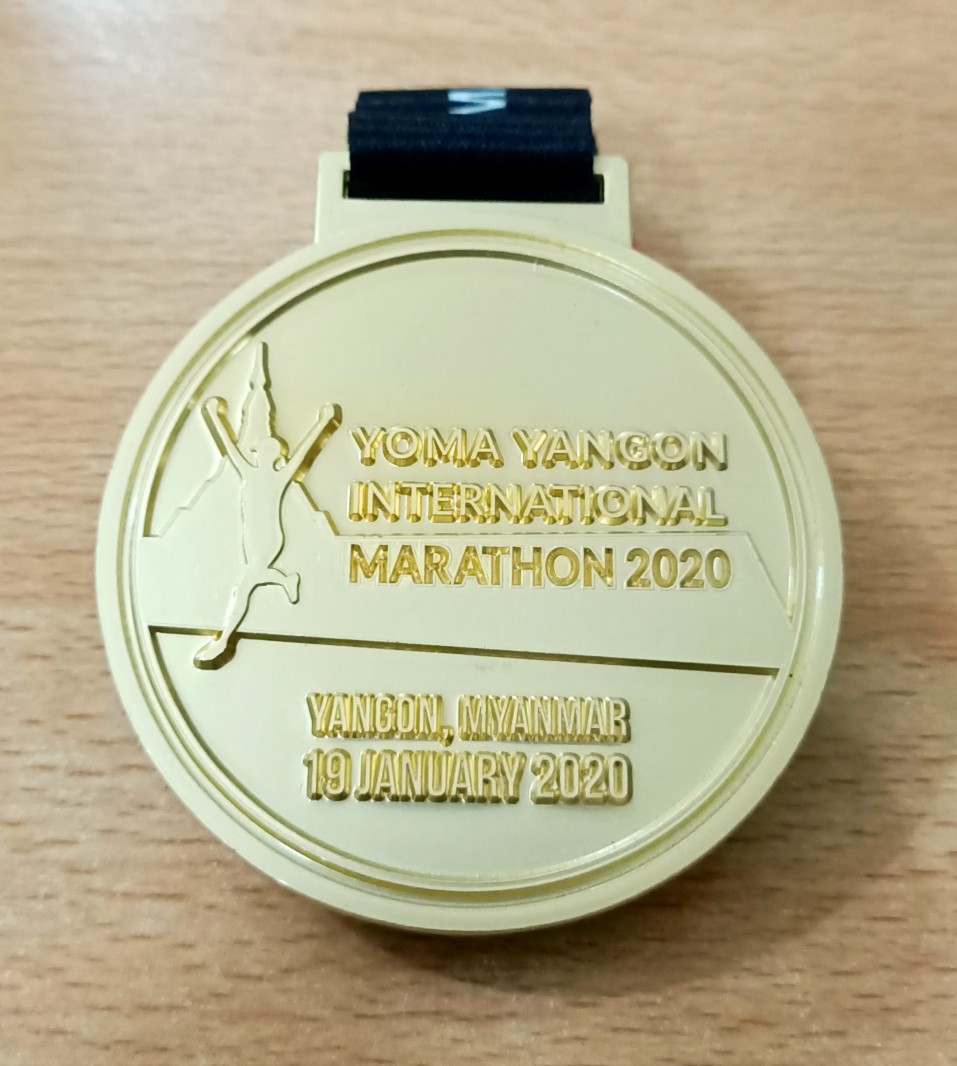 YOMA YANGON
INTERNATIONAL
MARATHON 2020
YANGON, MYANMAR
19 JANUARY 2020